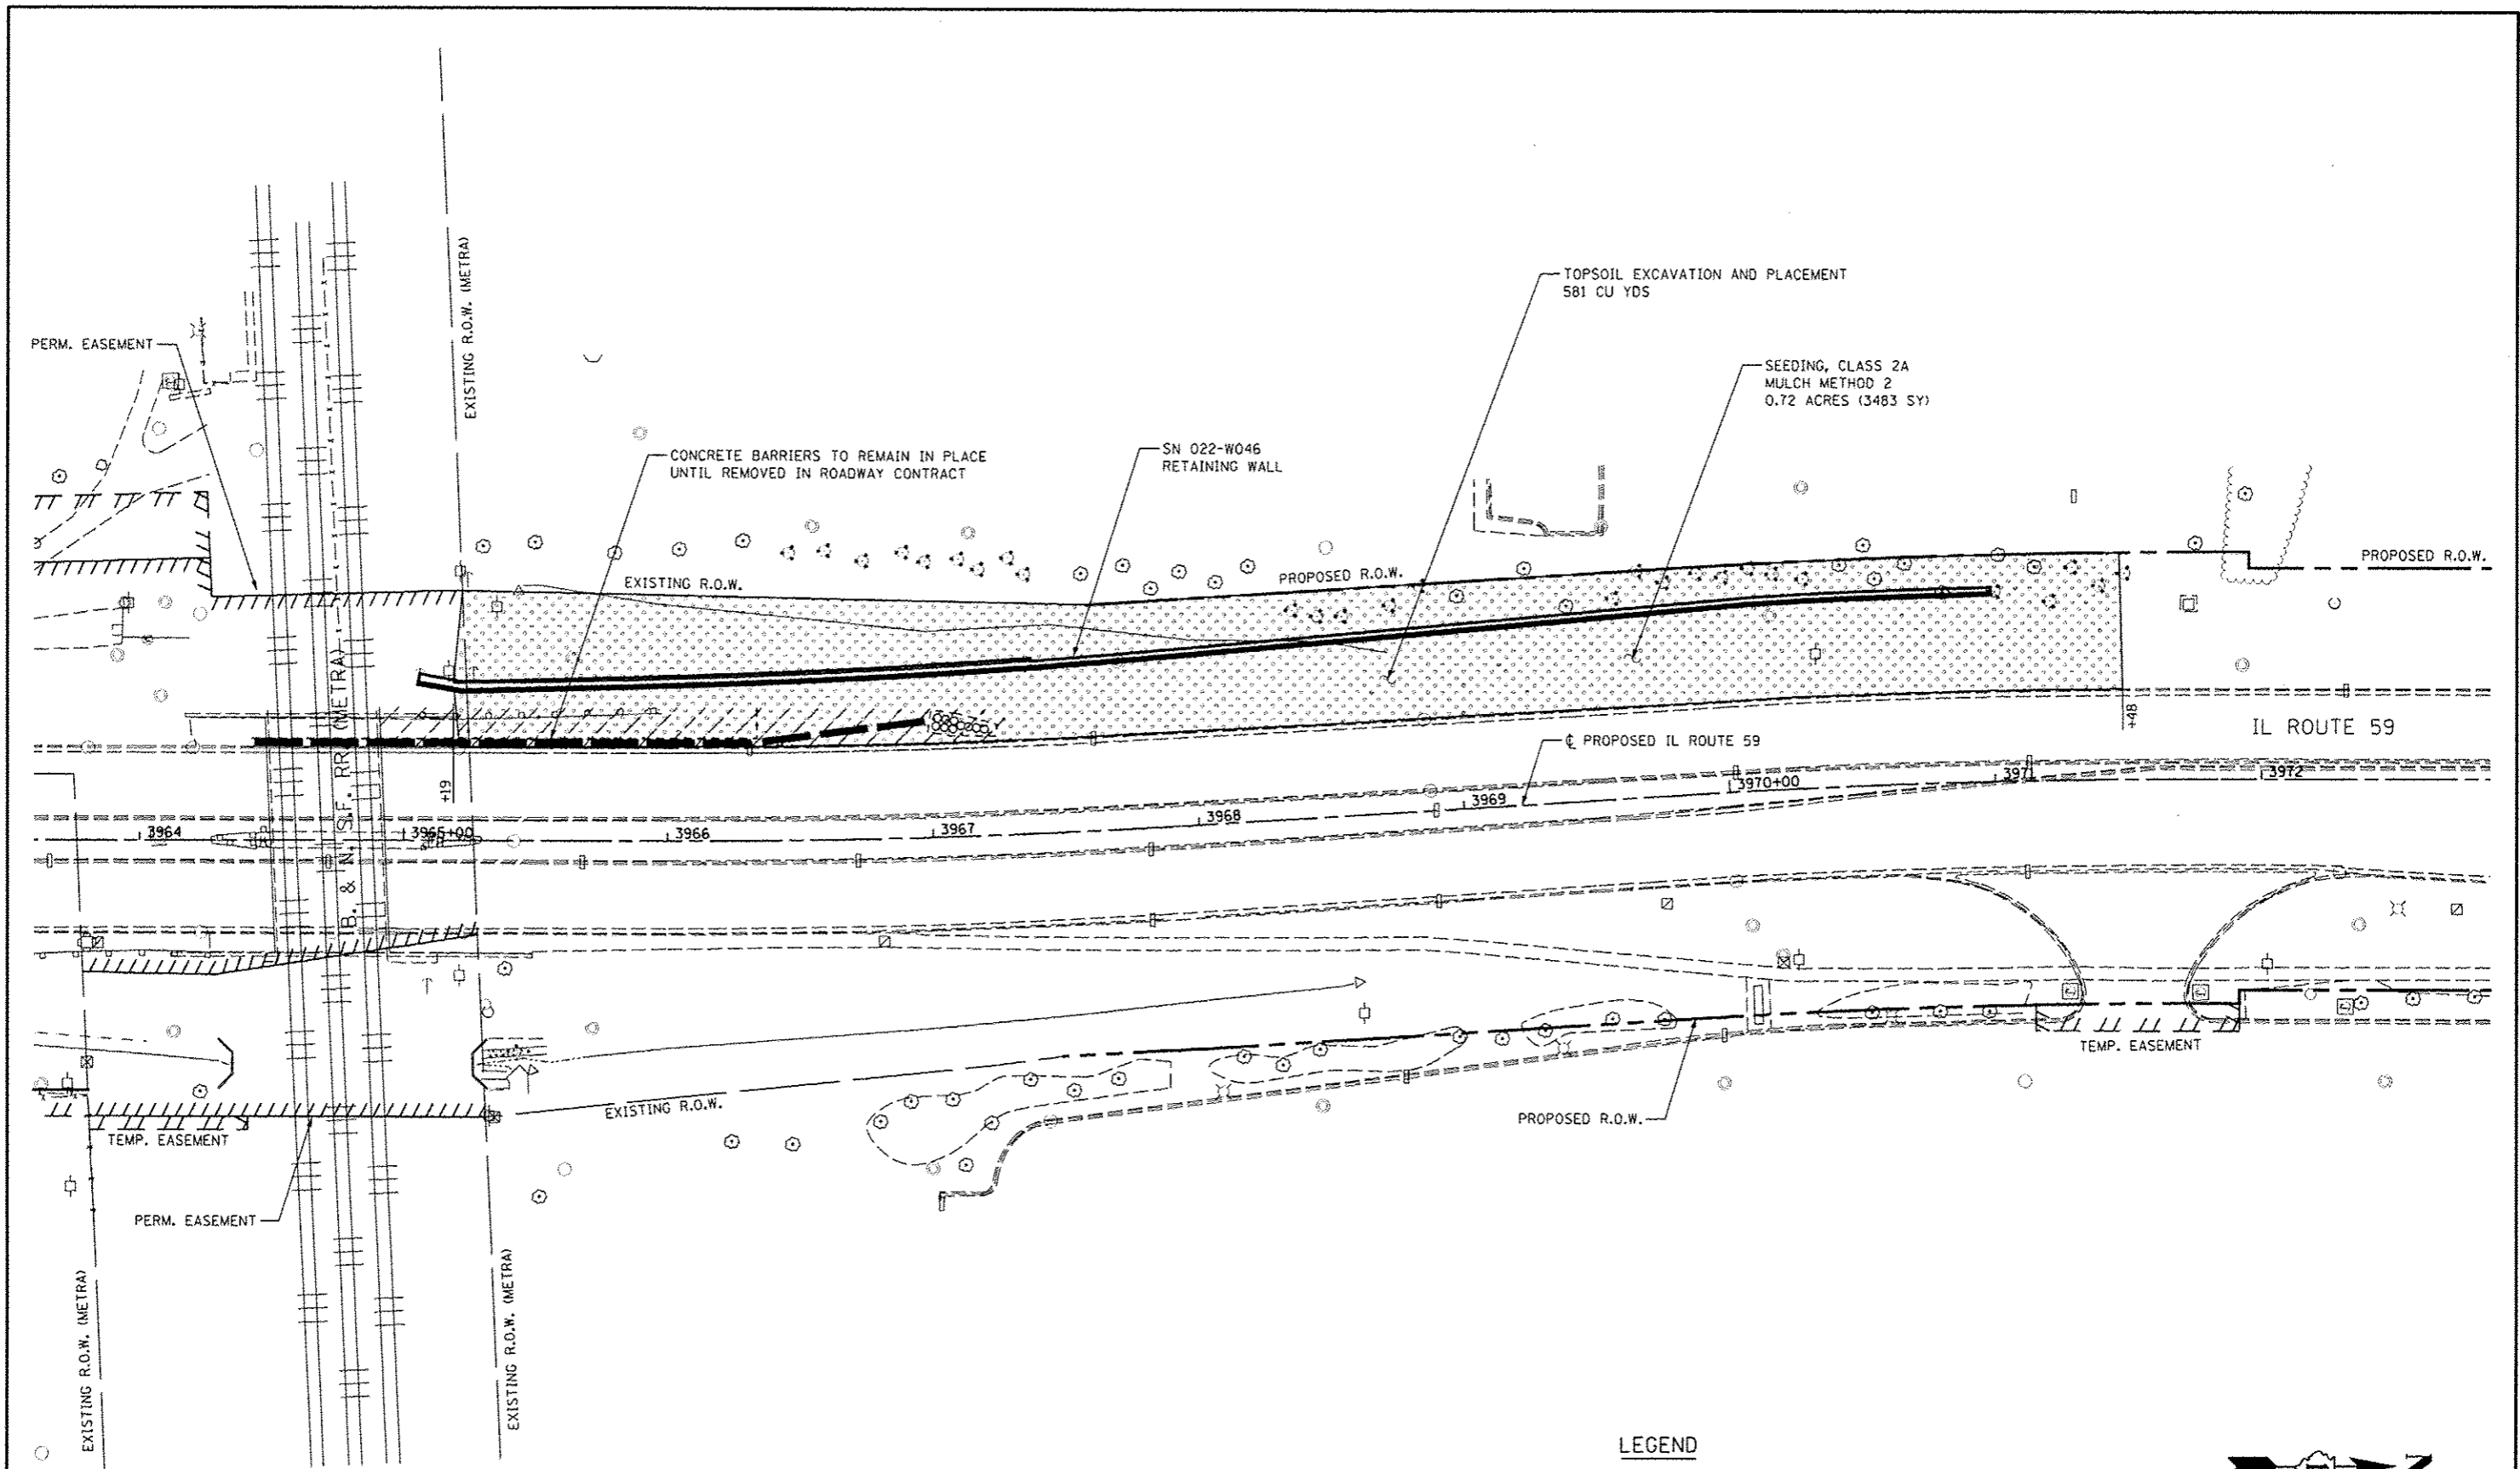 TOPSOIL EXCAVATION AND PLACEMENT
581 CU YDS
EXISTING R.O.W. (METRA)
PERM. EASEMENT
SEEDING, CLASS 2A
MULCH METHOD 2
0.72 ACRES (3483 SY)
CONCRETE BARRIERS TO REMAIN IN PLACE
UNTIL REMOVED IN ROADWAY CONTRACT
SN 022-W046
RETAINING WALL
EXISTING R.O.W.
PROPOSED R.O.W.
PROPOSED R.O.W.
B. & N. S.F. RR (METRA)
+48
IL ROUTE 59
℄ PROPOSED IL ROUTE 59
+19
3964
3965+00
3966
3967
3968
3969
3970+00
3971
3972
TEMP. EASEMENT
EXISTING R.O.W.
PROPOSED R.O.W.
TEMP. EASEMENT
PERM. EASEMENT
EXISTING R.O.W. (METRA)
EXISTING R.O.W. (METRA)
LEGEND